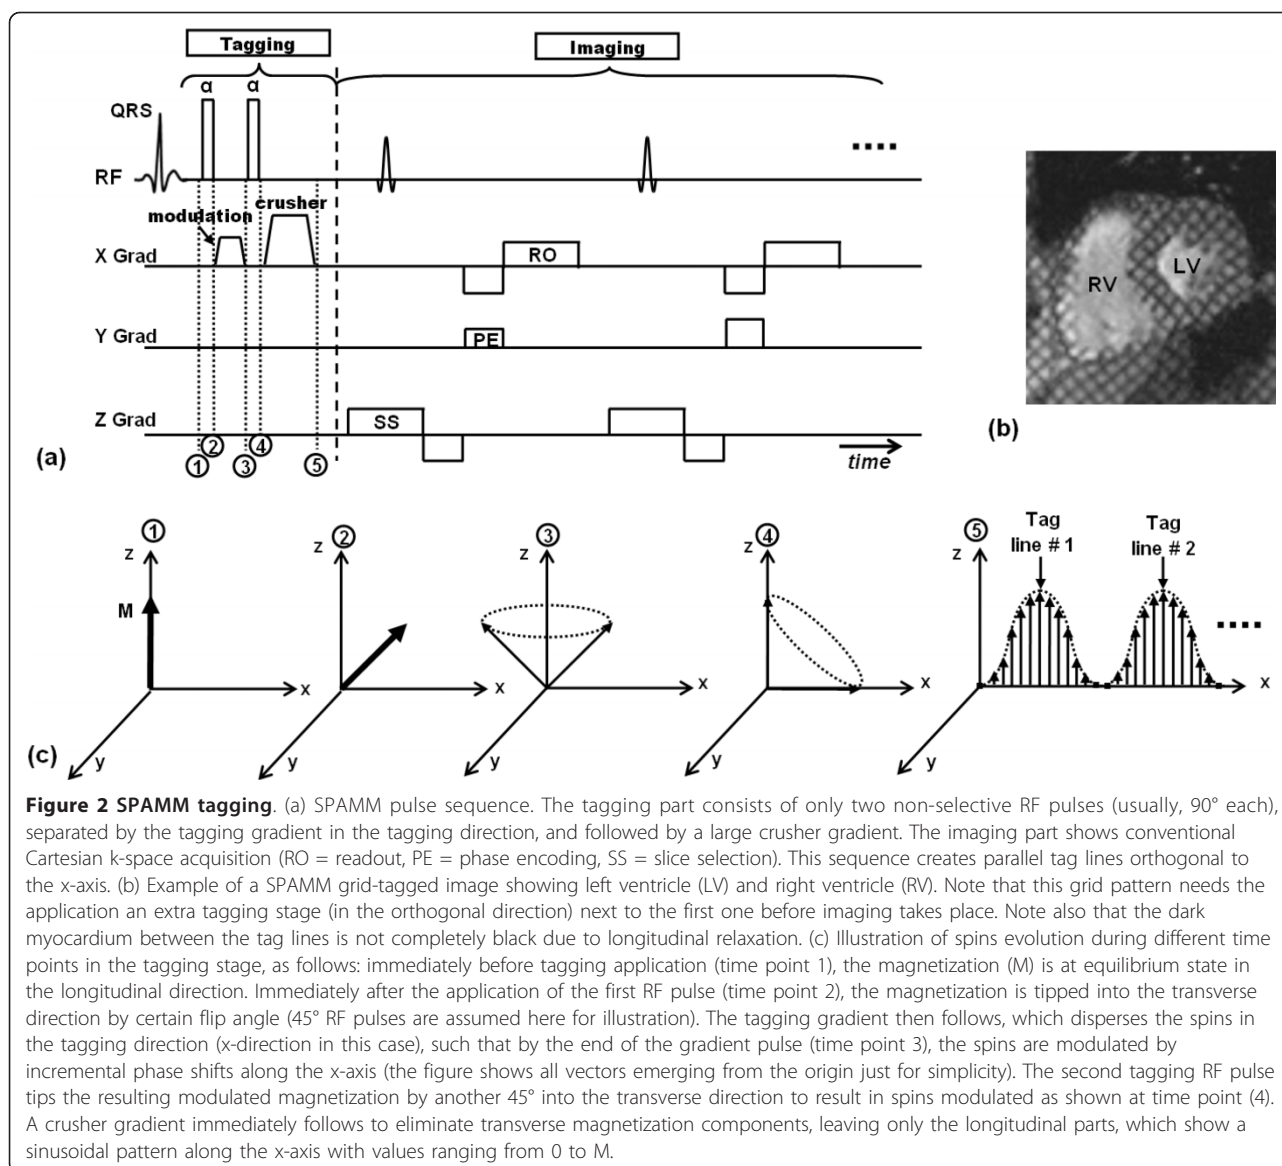 Tagging
Imaging
α
α
QRS
RF
modulation
crusher
X Grad
RO
Y Grad
PE
Z Grad
SS
(a)
1
2
3
4
5
time
RV
LV
(b)
1
z
M
x
y
2
z
x
y
3
z
x
y
4
z
x
y
5
z
Tag
line # 1
Tag
line # 2
x
y
(c)
Figure 2 SPAMM tagging. (a) SPAMM pulse sequence. The tagging part consists of only two non-selective RF pulses (usually, 90° each),
separated by the tagging gradient in the tagging direction, and followed by a large crusher gradient. The imaging part shows conventional
Cartesian k-space acquisition (RO = readout, PE = phase encoding, SS = slice selection). This sequence creates parallel tag lines orthogonal to
the x-axis. (b) Example of a SPAMM grid-tagged image showing left ventricle (LV) and right ventricle (RV). Note that this grid pattern needs the
application an extra tagging stage (in the orthogonal direction) next to the first one before imaging takes place. Note also that the dark
myocardium between the tag lines is not completely black due to longitudinal relaxation. (c) Illustration of spins evolution during different time
points in the tagging stage, as follows: immediately before tagging application (time point 1), the magnetization (M) is at equilibrium state in
the longitudinal direction. Immediately after the application of the first RF pulse (time point 2), the magnetization is tipped into the transverse
direction by certain flip angle (45° RF pulses are assumed here for illustration). The tagging gradient then follows, which disperses the spins in
the tagging direction (x-direction in this case), such that by the end of the gradient pulse (time point 3), the spins are modulated by
incremental phase shifts along the x-axis (the figure shows all vectors emerging from the origin just for simplicity). The second tagging RF pulse
tips the resulting modulated magnetization by another 45° into the transverse direction to result in spins modulated as shown at time point (4).
A crusher gradient immediately follows to eliminate transverse magnetization components, leaving only the longitudinal parts, which show a
sinusoidal pattern along the x-axis with values ranging from 0 to M.